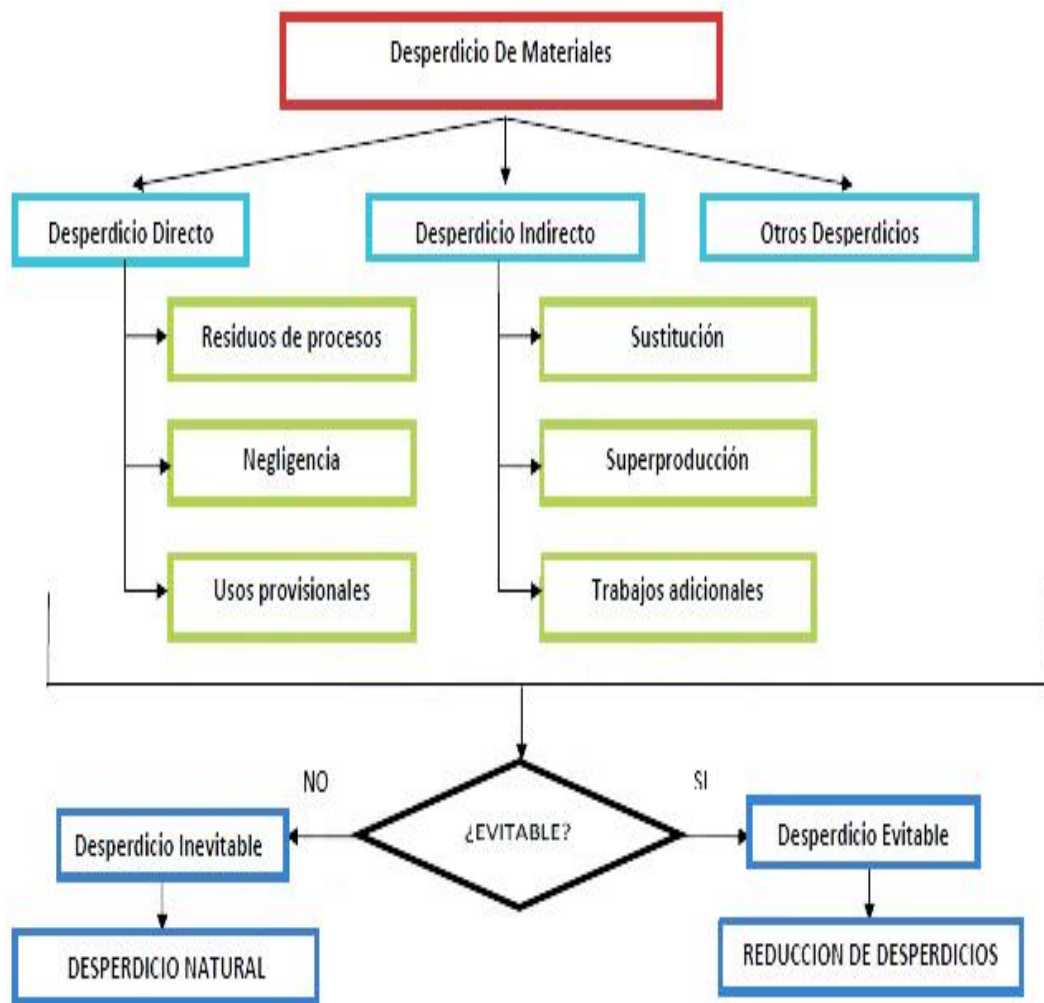 Desperdicio De Materiales
Desperdicio Directo
Desperdicio Indirecto
Otros Desperdicios
Residuos de procesos
Sustitución
Negligencia
Superproducción
Usos provisionales
Trabajos adicionales
NO
SI
¿EVITABLE?
Desperdicio Inevitable
Desperdicio Evitable
DESPERDICIO NATURAL
REDUCCION DE DESPERDICIOS